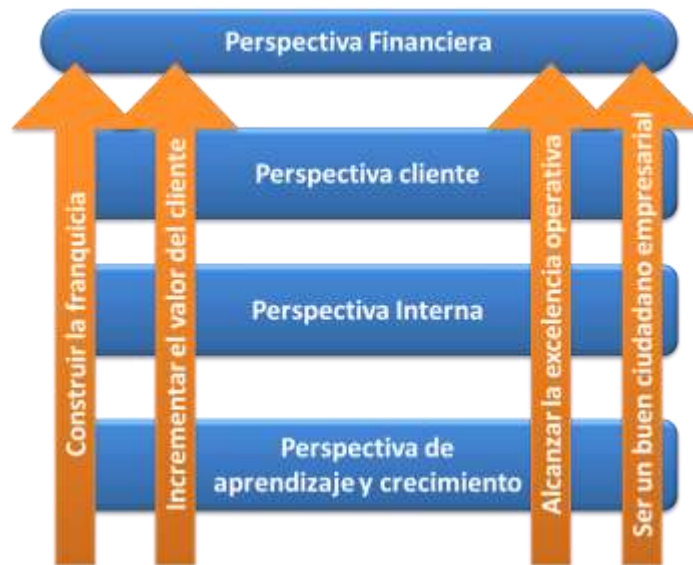 Perspectiva Financiera
Perspectiva cliente
Perspectiva Interna
Perspectiva de
aprendizaje y crecimiento
Construir la franquicia
Incrementar el valor del cliente
Alcanzar la excelencia operativa
Ser un buen ciudadano empresarial